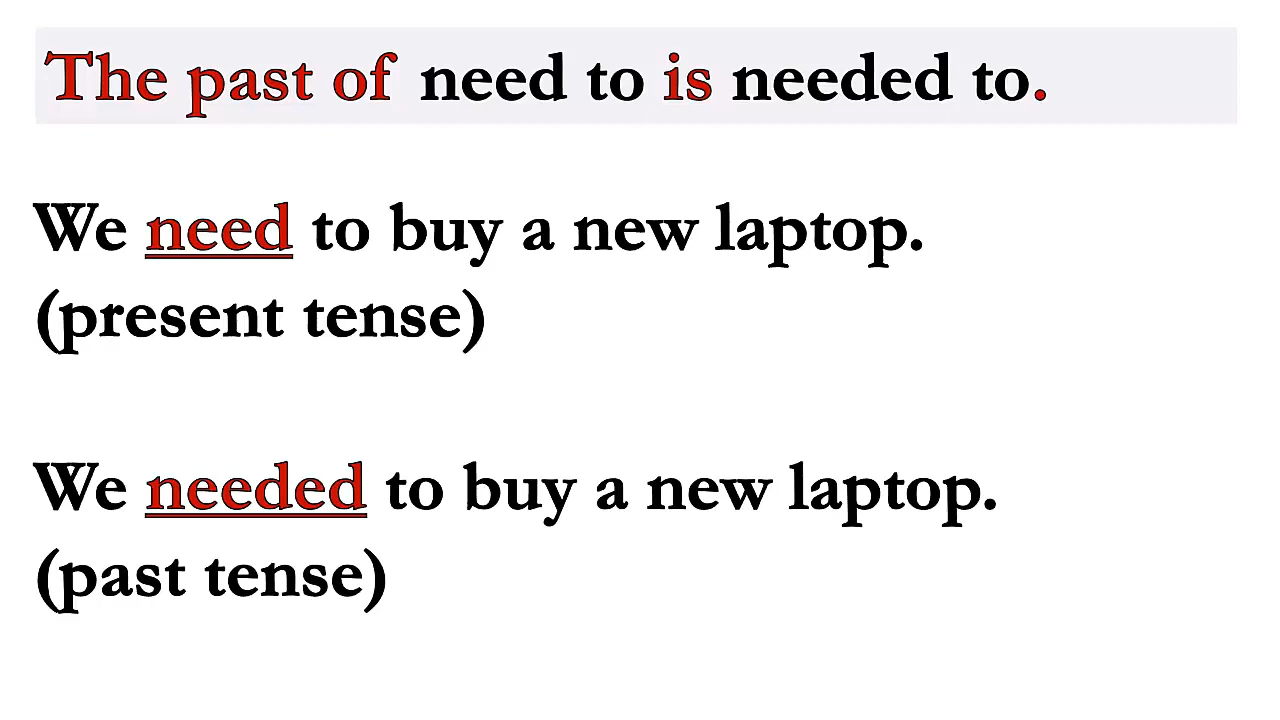 The past of need to is needed to.
We need to buy a new laptop.
(present tense)
We needed to buy a new laptop.
(past tense)